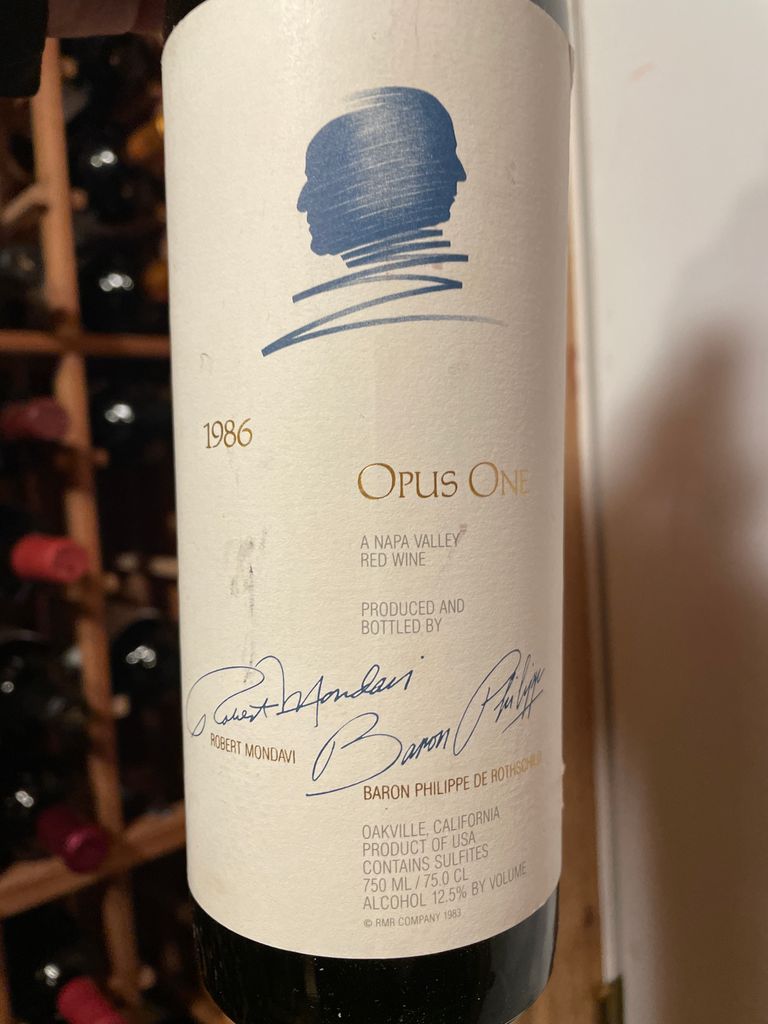 1986
OPUS ONE
A NAPA VALLEY
RED WINE
PRODUCED AND
BOTTLED BY
Robert Mondavi
Baron Philippe
ROBERT MONDAVI
BARON PHILIPPE DE ROTHSCHILD
OAKVILLE, CALIFORNIA
PRODUCT OF USA
CONTAINS SULFITES
750 ML / 75.0 CL
ALCOHOL 12.5% BY VOLUME
© RMR COMPANY 1983